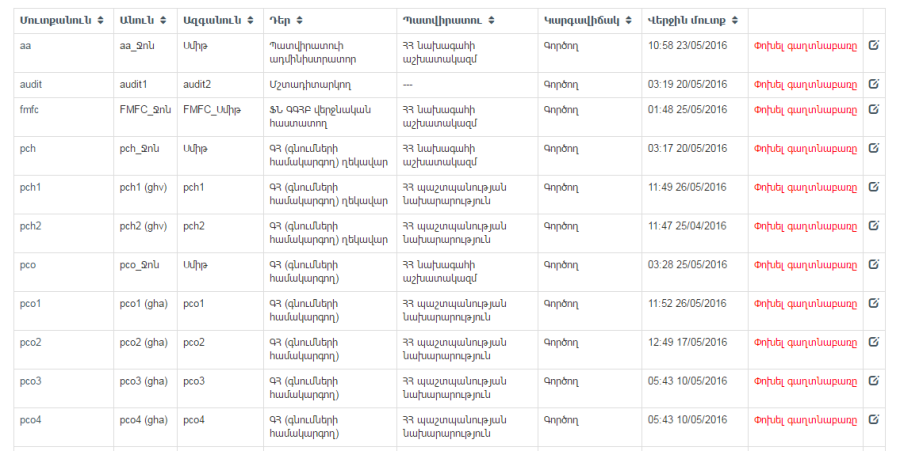 Մուտքանուն Անուն Ազգանուն Դեր Պատվիրատու Կարգավիճակ Վերջին մուտք
aa aa_Ջոն Սմիթ Պատվիրատուի ադմինիստրատոր ՀՀ նախագահի աշխատակազմ Գործող 10:58 23/05/2016 Փոխել գաղտնաբառը
audit audit1 audit2 Մշտադիտարկող --- Գործող 03:19 20/05/2016 Փոխել գաղտնաբառը
fmfc FMFC_Ջոն FMFC_Սմիթ ՖՆ ԳԳՀԲ վերջնական հաստատող ՀՀ նախագահի աշխատակազմ Գործող 01:48 25/05/2016 Փոխել գաղտնաբառը
pch pch_Ջոն Սմիթ ԳՀ (գնումների համակարգող) ղեկավար ՀՀ նախագահի աշխատակազմ Գործող 03:17 20/05/2016 Փոխել գաղտնաբառը
pch1 pch1 (ghv) pch1 ԳՀ (գնումների համակարգող) ղեկավար ՀՀ պաշտպանության նախարարություն Գործող 11:49 26/05/2016 Փոխել գաղտնաբառը
pch2 pch2 (ghv) pch2 ԳՀ (գնումների համակարգող) ղեկավար ՀՀ պաշտպանության նախարարություն Գործող 11:47 25/04/2016 Փոխել գաղտնաբառը
pco pco_Ջոն Սմիթ ԳՀ (գնումների համակարգող) ՀՀ նախագահի աշխատակազմ Գործող 03:28 25/05/2016 Փոխել գաղտնաբառը
pco1 pco1 (gha) pco1 ԳՀ (գնումների համակարգող) ՀՀ պաշտպանության նախարարություն Գործող 11:52 26/05/2016 Փոխել գաղտնաբառը
pco2 pco2 (gha) pco2 ԳՀ (գնումների համակարգող) ՀՀ պաշտպանության նախարարություն Գործող 12:49 17/05/2016 Փոխել գաղտնաբառը
pco3 pco3 (gha) pco3 ԳՀ (գնումների համակարգող) ՀՀ պաշտպանության նախարարություն Գործող 05:43 10/05/2016 Փոխել գաղտնաբառը
pco4 pco4 (gha) pco4 ԳՀ (գնումների համակարգող) ՀՀ պաշտպանության նախարարություն Գործող 05:43 10/05/2016 Փոխել գաղտնաբառը